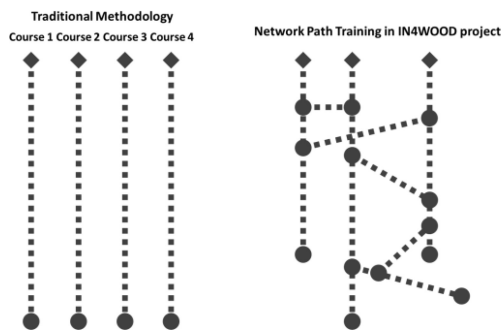 Traditional Methodology
Course 1 Course 2 Course 3 Course 4
Network Path Training in IN4WOOD project